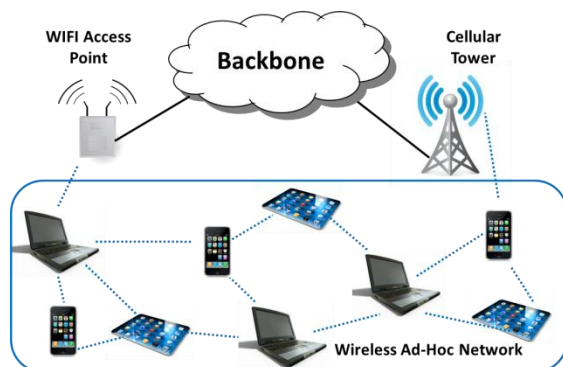 WIFI Access
Point
Backbone
Cellular
Tower
Wireless Ad-Hoc Network